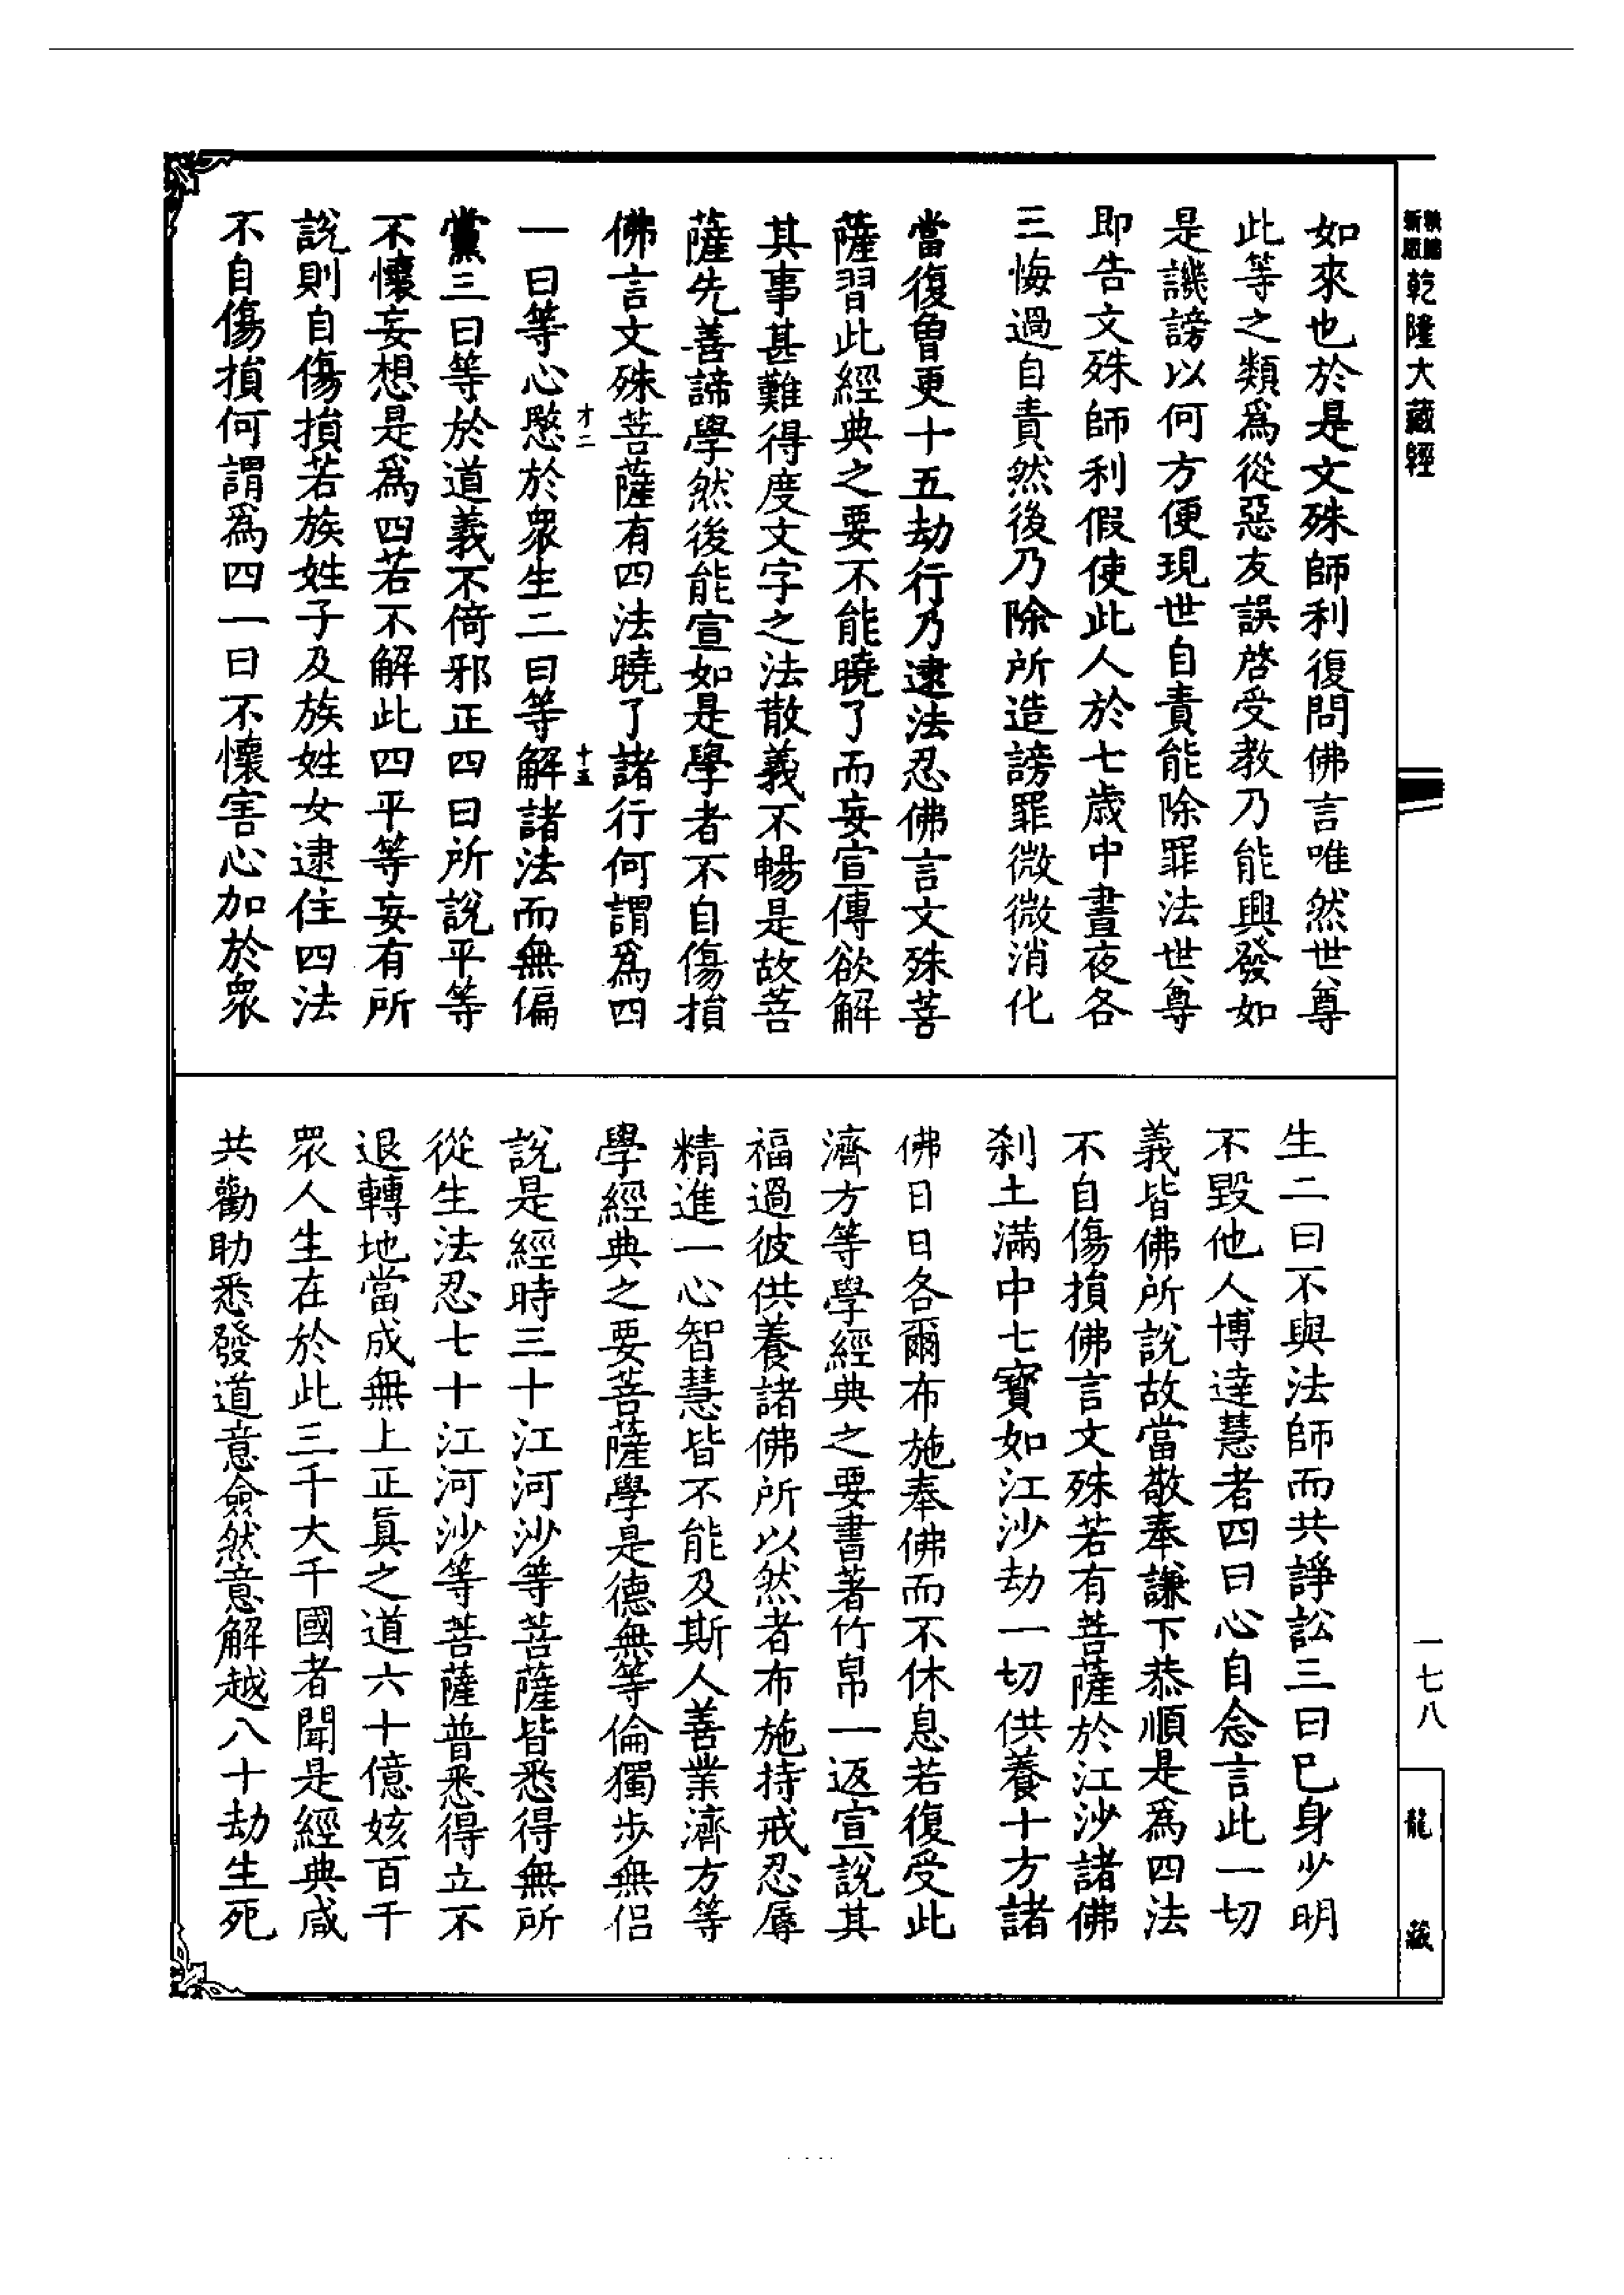 新版
乾隆大藏經
如來也於是文殊師利復問佛言唯然世尊
此等之類爲從惡友誤啓受教乃能興發如
是譏謗以何方便現世自責能除罪法世尊
即告文殊師利假使此人於七歲中晝夜各
三悔過自責然後乃除所造謗罪微微消化
當復曾更十五劫行乃逮法忍佛言文殊菩
薩習此經典之要不能曉了而妄宣傳欲解
其事甚難得度文字之法散義不暢是故菩
薩先善諦學然後能宣如是學者不自傷損
佛言文殊菩薩有四法曉了諸行何謂爲四
才二
十五
一曰等心愍於衆生二曰等解諸法而無偏
黨三曰等於道義不倚邪正四曰所說平等
不懷妄想是爲四若不解此四平等妄有所
說則自傷損若族姓子及族姓女逮住四法
不自傷損何謂爲四一曰不懷害心加於衆
生二曰不與法師而共諍訟三曰已身少明
不毀他人博達慧者四曰心自念言此一切
義皆佛所說故當敬奉謙下恭順是爲四法
不自傷損佛言文殊若有菩薩於江沙諸佛
刹土滿中七寶如江沙劫一切供養十方諸
佛日日各爾布施奉佛而不休息若復受此
濟方等學經典之要書著竹帛一返宣說其
福過彼供養諸佛所以然者布施持戒忍辱
精進一心智慧皆不能及斯人善業濟方等
學經典之要菩薩學是德無等倫獨步無侶
說是經時三十江河沙等菩薩皆悉得無所
從生法忍七十江河沙等菩薩普悉得立不
退轉地當成無上正眞之道六十億姟百千
衆人生在於此三千大千國者聞是經典咸
共勸助悉發道意僉然意解越八十劫生死
一七八
龍藏